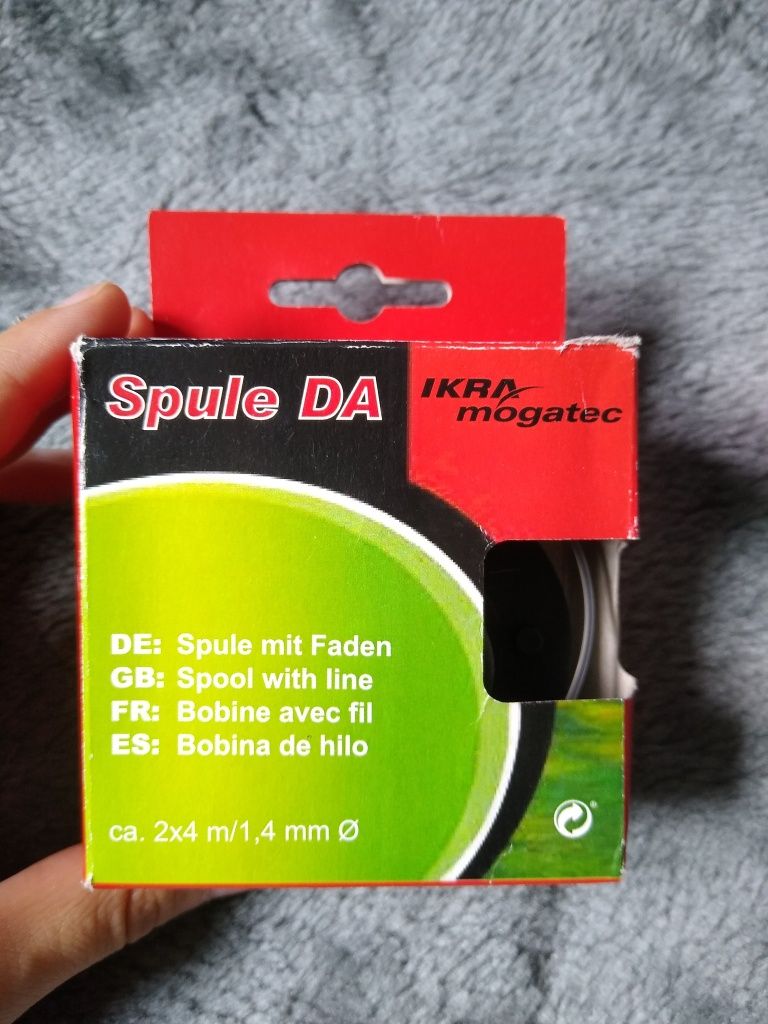 Spule DA
IKRA
mogatec
DE: Spule mit Faden
GB: Spool with line
FR: Bobine avec fil
ES: Bobina de hilo
ca. 2x4 m/1,4 mm Ø